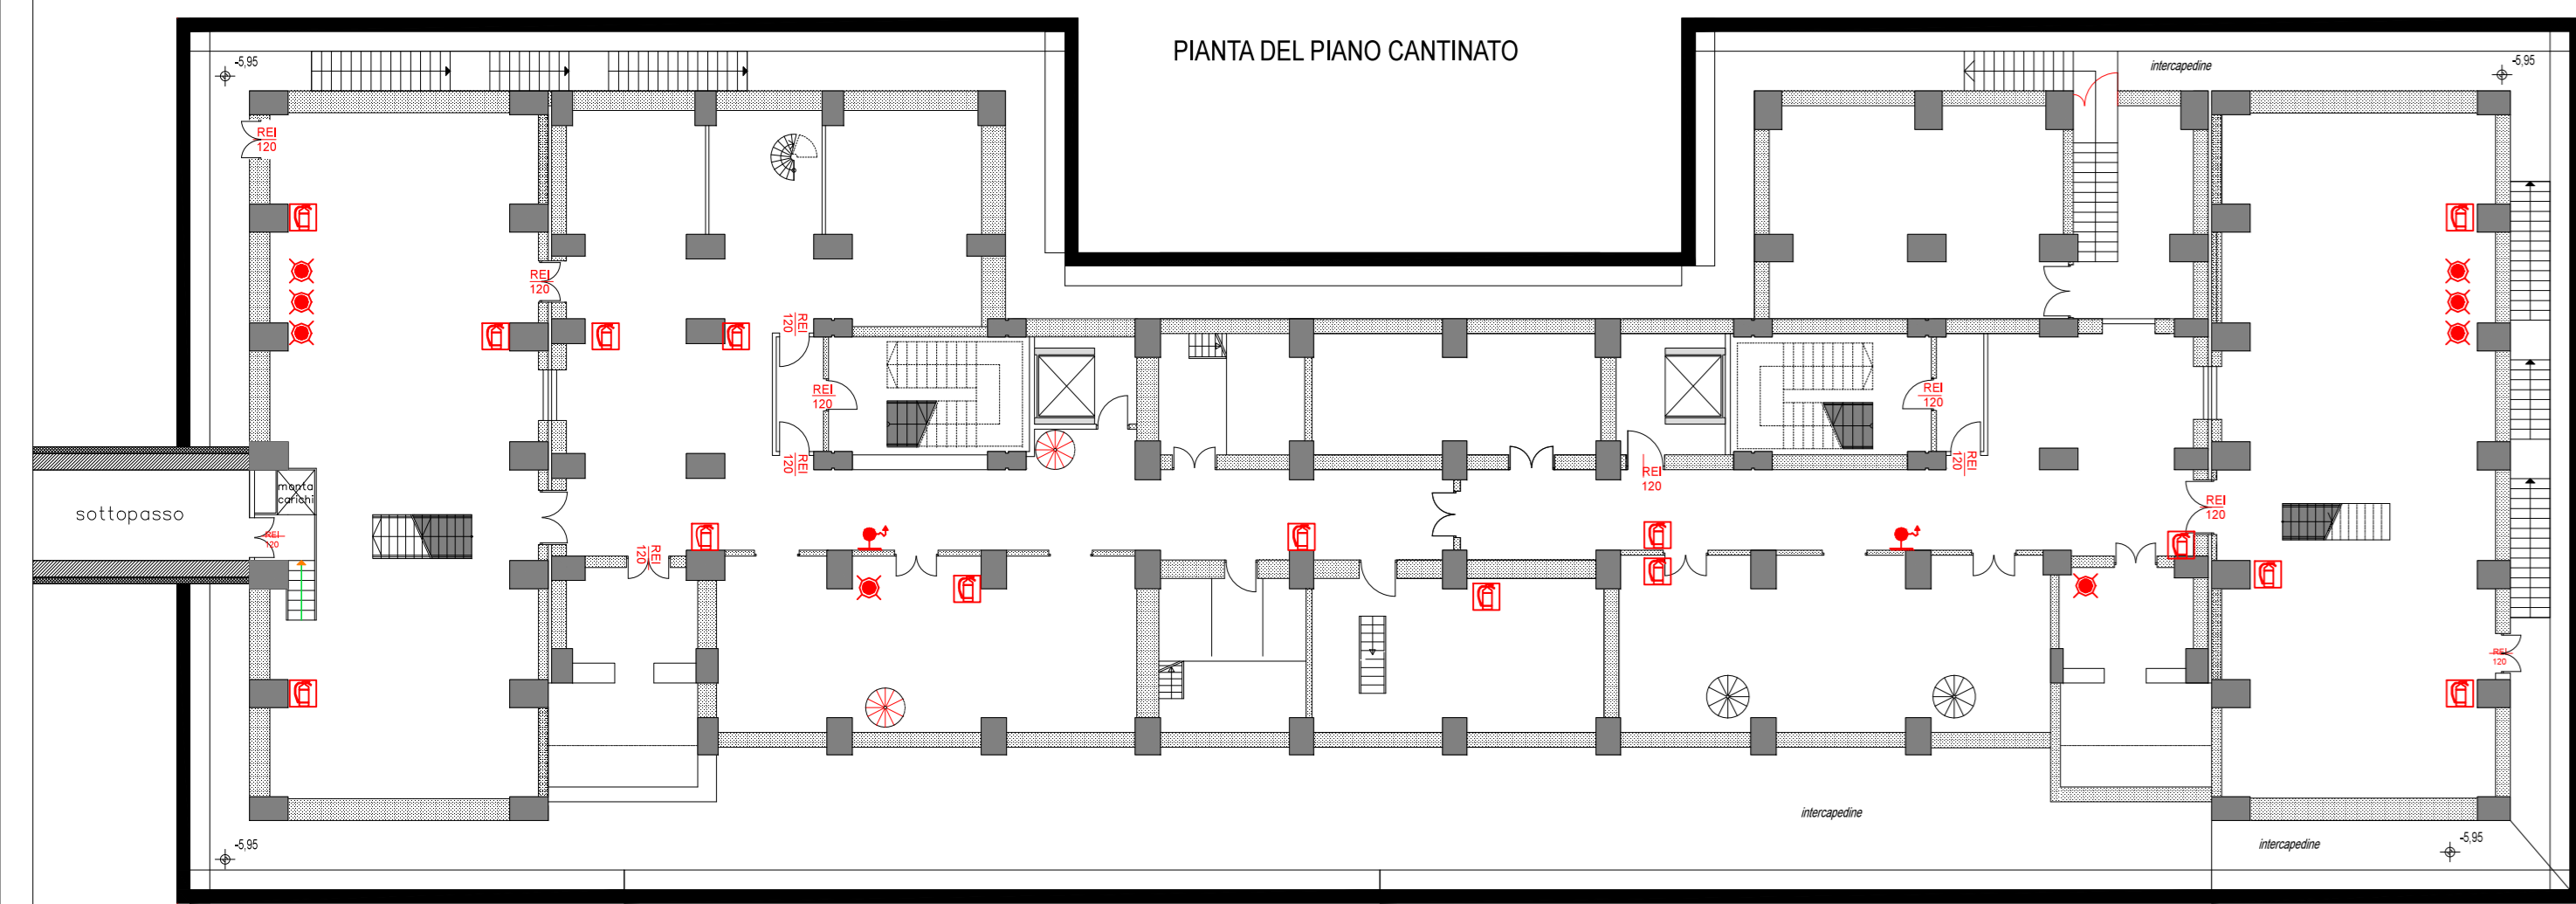 PIANTA DEL PIANO CANTINATO
-5,95
intercapedine
-5,95
REI
120
REI
120
REI
120
REI
120
REI
120
REI
120
REI
120
REI
120
monta
carichi
sottopasso
REI
120
REI
120
REI
120
REI
120
intercapedine
-5,95
intercapedine
-5,95